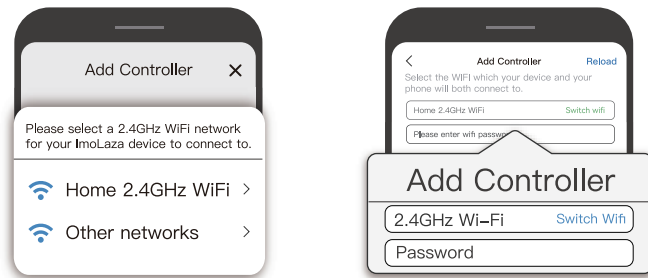 Add Controller ×
Please select a 2.4GHz WiFi network
for your ImoLaza device to connect to.
Home 2.4GHz WiFi >
Other networks >
< Add Controller Reload
Select the WIFI which your device and your
phone will both connect to.
Home 2.4GHz WiFi Switch wifi
Please enter wifi
Add Controller
2.4GHz Wi-Fi Switch Wifi
Password